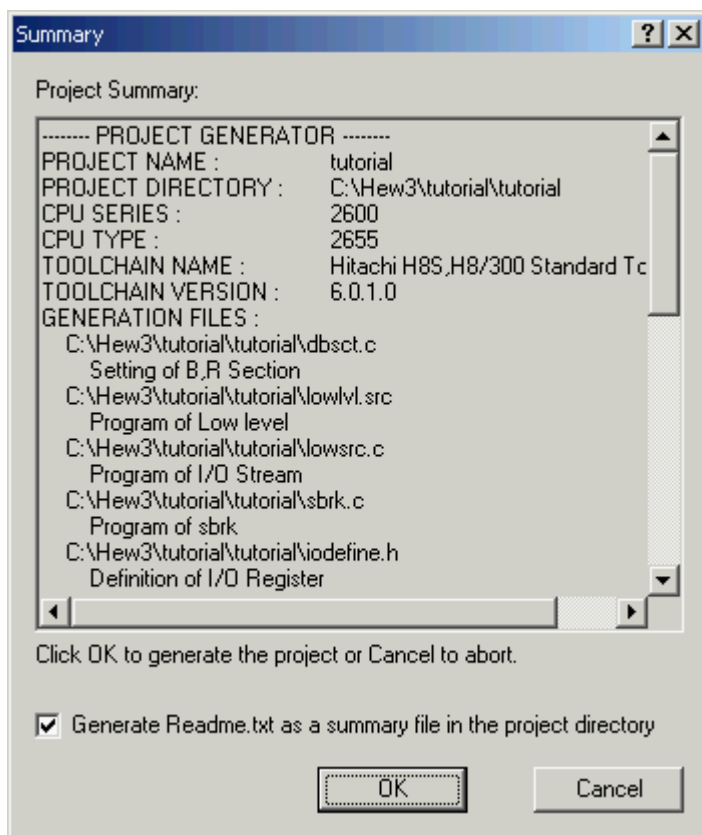 Summary
Project Summary:
-------- PROJECT GENERATOR --------
PROJECT NAME : tutorial
PROJECT DIRECTORY : C:\Hew3\tutorial\tutorial
CPU SERIES : 2600
CPU TYPE : 2655
TOOLCHAIN NAME : Hitachi H8S,H8/300 Standard Tc
TOOLCHAIN VERSION : 6.0.1.0
GENERATION FILES :
C:\Hew3\tutorial\tutorial\dbsct.c
Setting of B,R Section
C:\Hew3\tutorial\tutorial\lowlvl.src
Program of Low level
C:\Hew3\tutorial\tutorial\lowsrc.c
Program of I/O Stream
C:\Hew3\tutorial\tutorial\sbrk.c
Program of sbrk
C:\Hew3\tutorial\tutorial\iodefine.h
Definition of I/O Register
Click OK to generate the project or Cancel to abort.
Generate Readme.txt as a summary file in the project directory
OK Cancel